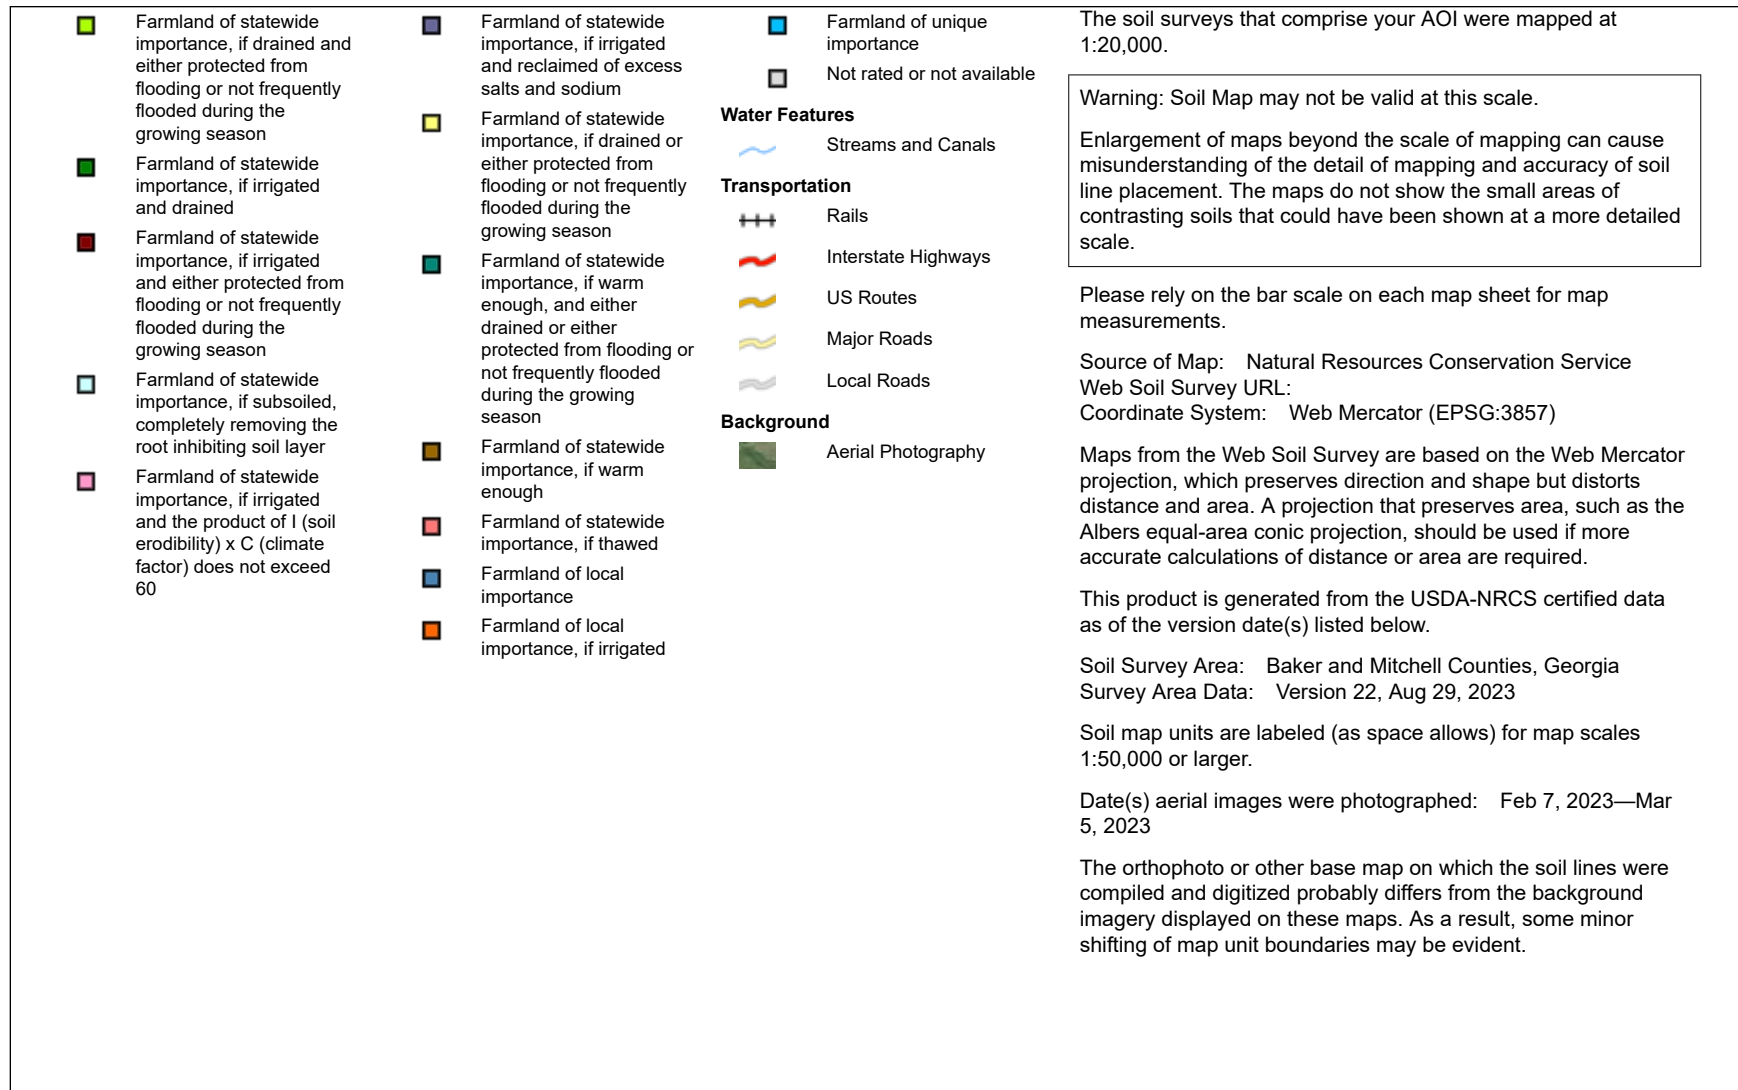 Farmland of statewide
importance, if drained and
either protected from
flooding or not frequently
flooded during the
growing season
Farmland of statewide
importance, if irrigated
and drained
Farmland of statewide
importance, if irrigated
and either protected from
flooding or not frequently
flooded during the
growing season
Farmland of statewide
importance, if subsoiled,
completely removing the
root inhibiting soil layer
Farmland of statewide
importance, if irrigated
and the product of I (soil
erodibility) x C (climate
factor) does not exceed
60
Farmland of statewide
importance, if irrigated
and reclaimed of excess
salts and sodium
Farmland of statewide
importance, if drained or
either protected from
flooding or not frequently
flooded during the
growing season
Farmland of statewide
importance, if warm
enough, and either
drained or either
protected from flooding or
not frequently flooded
during the growing
season
Farmland of statewide
importance, if warm
enough
Farmland of statewide
importance, if thawed
Farmland of local
importance
Farmland of local
importance, if irrigated
Farmland of unique
importance
Not rated or not available
Water Features
Streams and Canals
Transportation
Rails
Interstate Highways
US Routes
Major Roads
Local Roads
Background
Aerial Photography
The soil surveys that comprise your AOI were mapped at
1:20,000.
Warning: Soil Map may not be valid at this scale.
Enlargement of maps beyond the scale of mapping can cause
misunderstanding of the detail of mapping and accuracy of soil
line placement. The maps do not show the small areas of
contrasting soils that could have been shown at a more detailed
scale.
Please rely on the bar scale on each map sheet for map
measurements.
Source of Map: Natural Resources Conservation Service
Web Soil Survey URL:
Coordinate System: Web Mercator (EPSG:3857)
Maps from the Web Soil Survey are based on the Web Mercator
projection, which preserves direction and shape but distorts
distance and area. A projection that preserves area, such as the
Albers equal-area conic projection, should be used if more
accurate calculations of distance or area are required.
This product is generated from the USDA-NRCS certified data
as of the version date(s) listed below.
Soil Survey Area: Baker and Mitchell Counties, Georgia
Survey Area Data: Version 22, Aug 29, 2023
Soil map units are labeled (as space allows) for map scales
1:50,000 or larger.
Date(s) aerial images were photographed: Feb 7, 2023—Mar
5, 2023
The orthophoto or other base map on which the soil lines were
compiled and digitized probably differs from the background
imagery displayed on these maps. As a result, some minor
shifting of map unit boundaries may be evident.